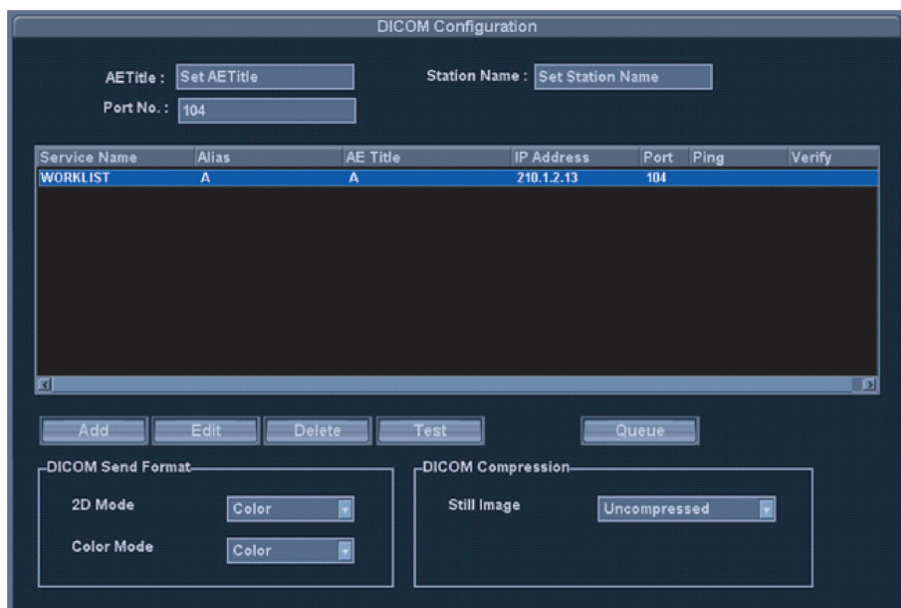 DICOM Configuration
AETitle : Set AETitle Station Name : Set Station Name
Port No. : 104
Service Name Alias AE Title IP Address Port Ping Verify
WORKLIST A A 210.1.2.13 104
Add Edit Delete Test Queue
DICOM Send Format DICOM Compression
2D Mode Color Still Image Uncompressed
Color Mode Color